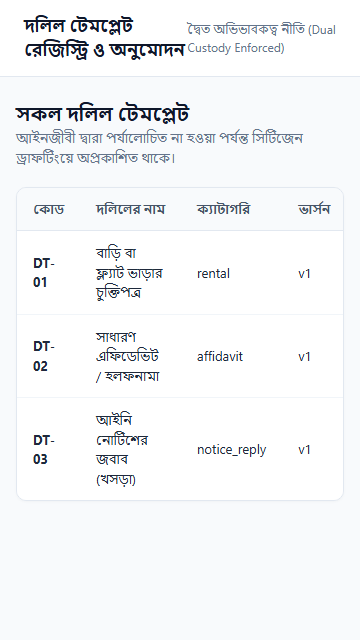 দলিল টেমপ্লেট
রেজিস্ট্রি ও অনুমোদন
দ্বৈত অভিভাবকত্ব নীতি (Dual
Custody Enforced)
সকল দলিল টেমপ্লেট
আইনজীবী দ্বারা পর্যালোচিত না হওয়া পর্যন্ত সিটিজেন
ড্রাফটিংয়ে অপ্রকাশিত থাকে।
কোড দলিলের নাম ক্যাটাগরি ভার্সন
DT-
01
বাড়ি বা
ফ্ল্যাট ভাড়ার
চুক্তিপত্র
rental
v1
DT-
02
সাধারণ
এফিডেভিট
/ হলফনামা
affidavit
v1
DT-
03
আইনি
নোটিশের
জবাব
(খসড়া)
notice_reply
v1